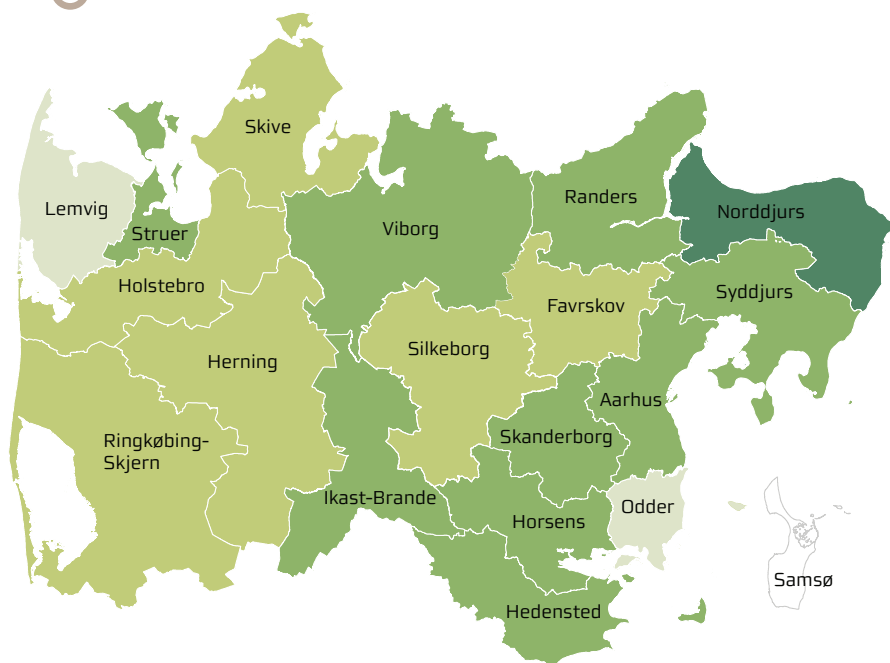 Skive
Lemvig
Struer
Viborg
Randers
Norddjurs
Holstebro
Favrskov
Syddjurs
Herning
Silkeborg
Aarhus
Ringkøbing-
Skjern
Skanderborg
Ikast-Brande
Horsens
Odder
Samsø
Hedensted